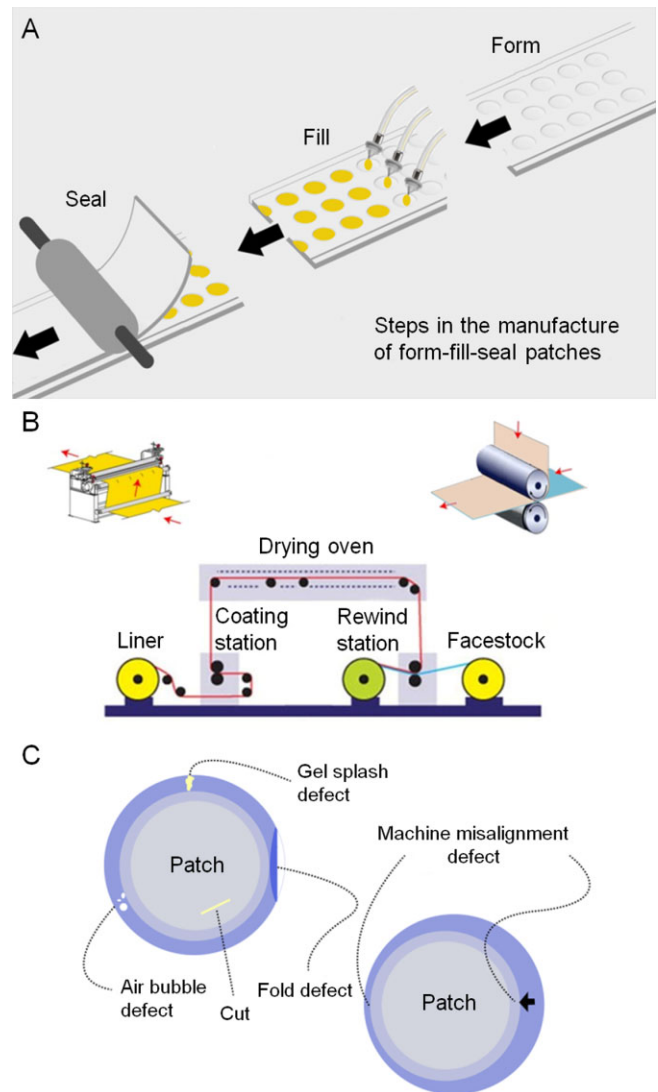 A
Form
Fill
Seal
Steps in the manufacture
of form-fill-seal patches
B
Drying oven
Liner
Coating
station
Rewind
station
Facestock
C
Gel splash
defect
Machine misalignment
defect
Patch
Air bubble
defect
Cut
Fold defect
Patch